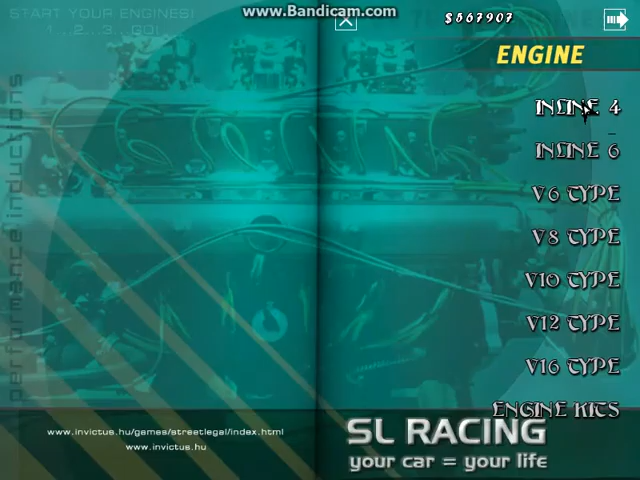 START YOUR ENGINES!
1...2...3...GO!
www.Bandicam.com
$567907
performance inductions
ENGINE
INLINE 4
INLINE 6
V6 TYPE
V8 TYPE
V10 TYPE
V12 TYPE
V16 TYPE
ENGINE KITS
www.invictus.hu/games/streetlegal/index.html
www.invictus.hu
SL RACING
your car = your life